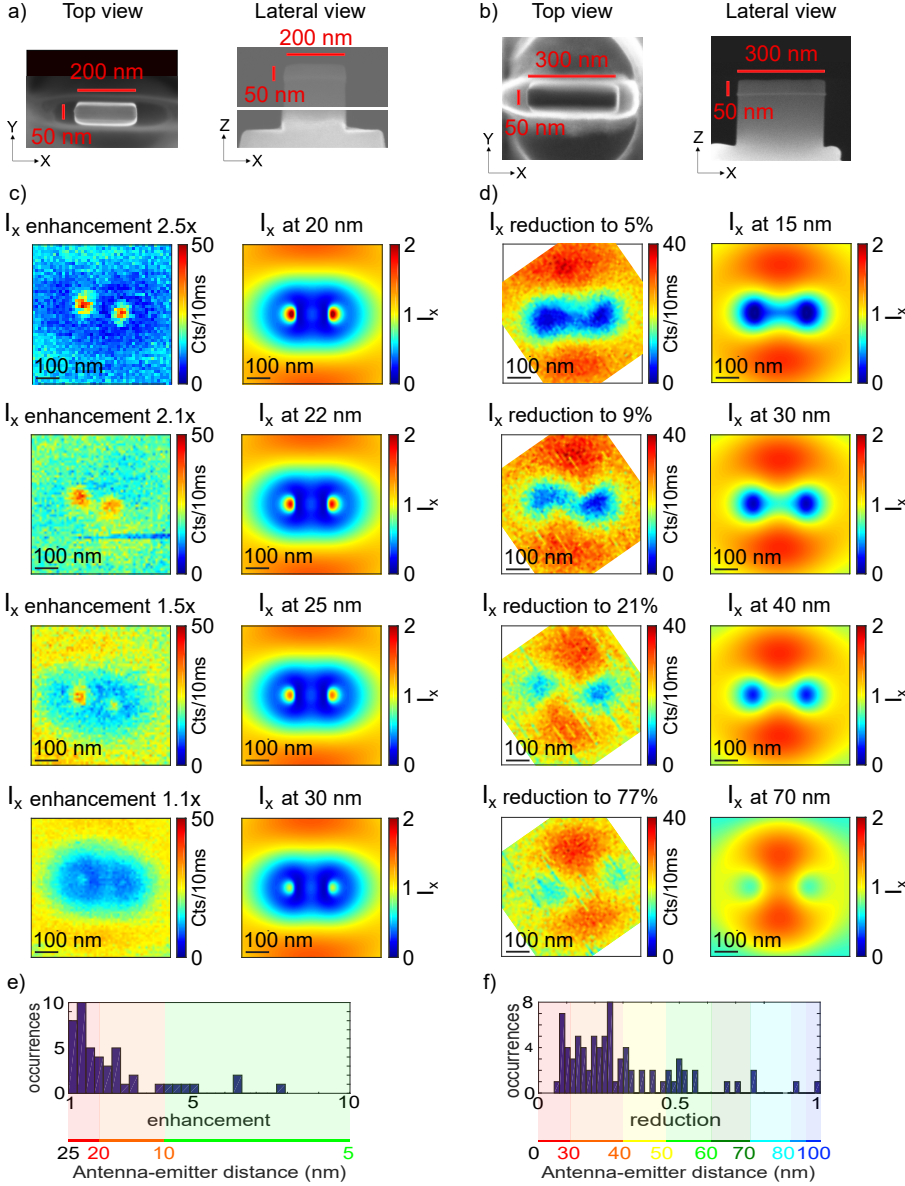 a) Top view Lateral view
200 nm
50 nm
Y
X
200 nm
50 nm
Z
X
b) Top view Lateral view
300 nm
50 nm
Y
X
300 nm
50 nm
Z
X
c)
Ix enhancement 2.5x
50
0
Cts/10ms
100 nm
Ix at 20 nm
2
1
0
Ix
100 nm
Ix enhancement 2.1x
50
0
Cts/10ms
100 nm
Ix at 22 nm
2
1
0
Ix
100 nm
Ix enhancement 1.5x
50
0
Cts/10ms
100 nm
Ix at 25 nm
2
1
0
Ix
100 nm
Ix enhancement 1.1x
50
0
Cts/10ms
100 nm
Ix at 30 nm
2
1
0
Ix
100 nm
d)
Ix reduction to 5%
40
0
Cts/10ms
100 nm
Ix at 15 nm
2
1
0
Ix
100 nm
Ix reduction to 9%
40
0
Cts/10ms
100 nm
Ix at 30 nm
2
1
0
Ix
100 nm
Ix reduction to 21%
40
0
Cts/10ms
100 nm
Ix at 40 nm
2
1
0
Ix
100 nm
Ix reduction to 77%
40
0
Cts/10ms
100 nm
Ix at 70 nm
2
1
0
Ix
100 nm
e)
occurrences
10
5
0
1 5 10
enhancement
25 20 10 5
Antenna-emitter distance (nm)
f)
occurrences
8
4
0
0 0.5 1
reduction
0 30 40 50 60 70 80 100
Antenna-emitter distance (nm)